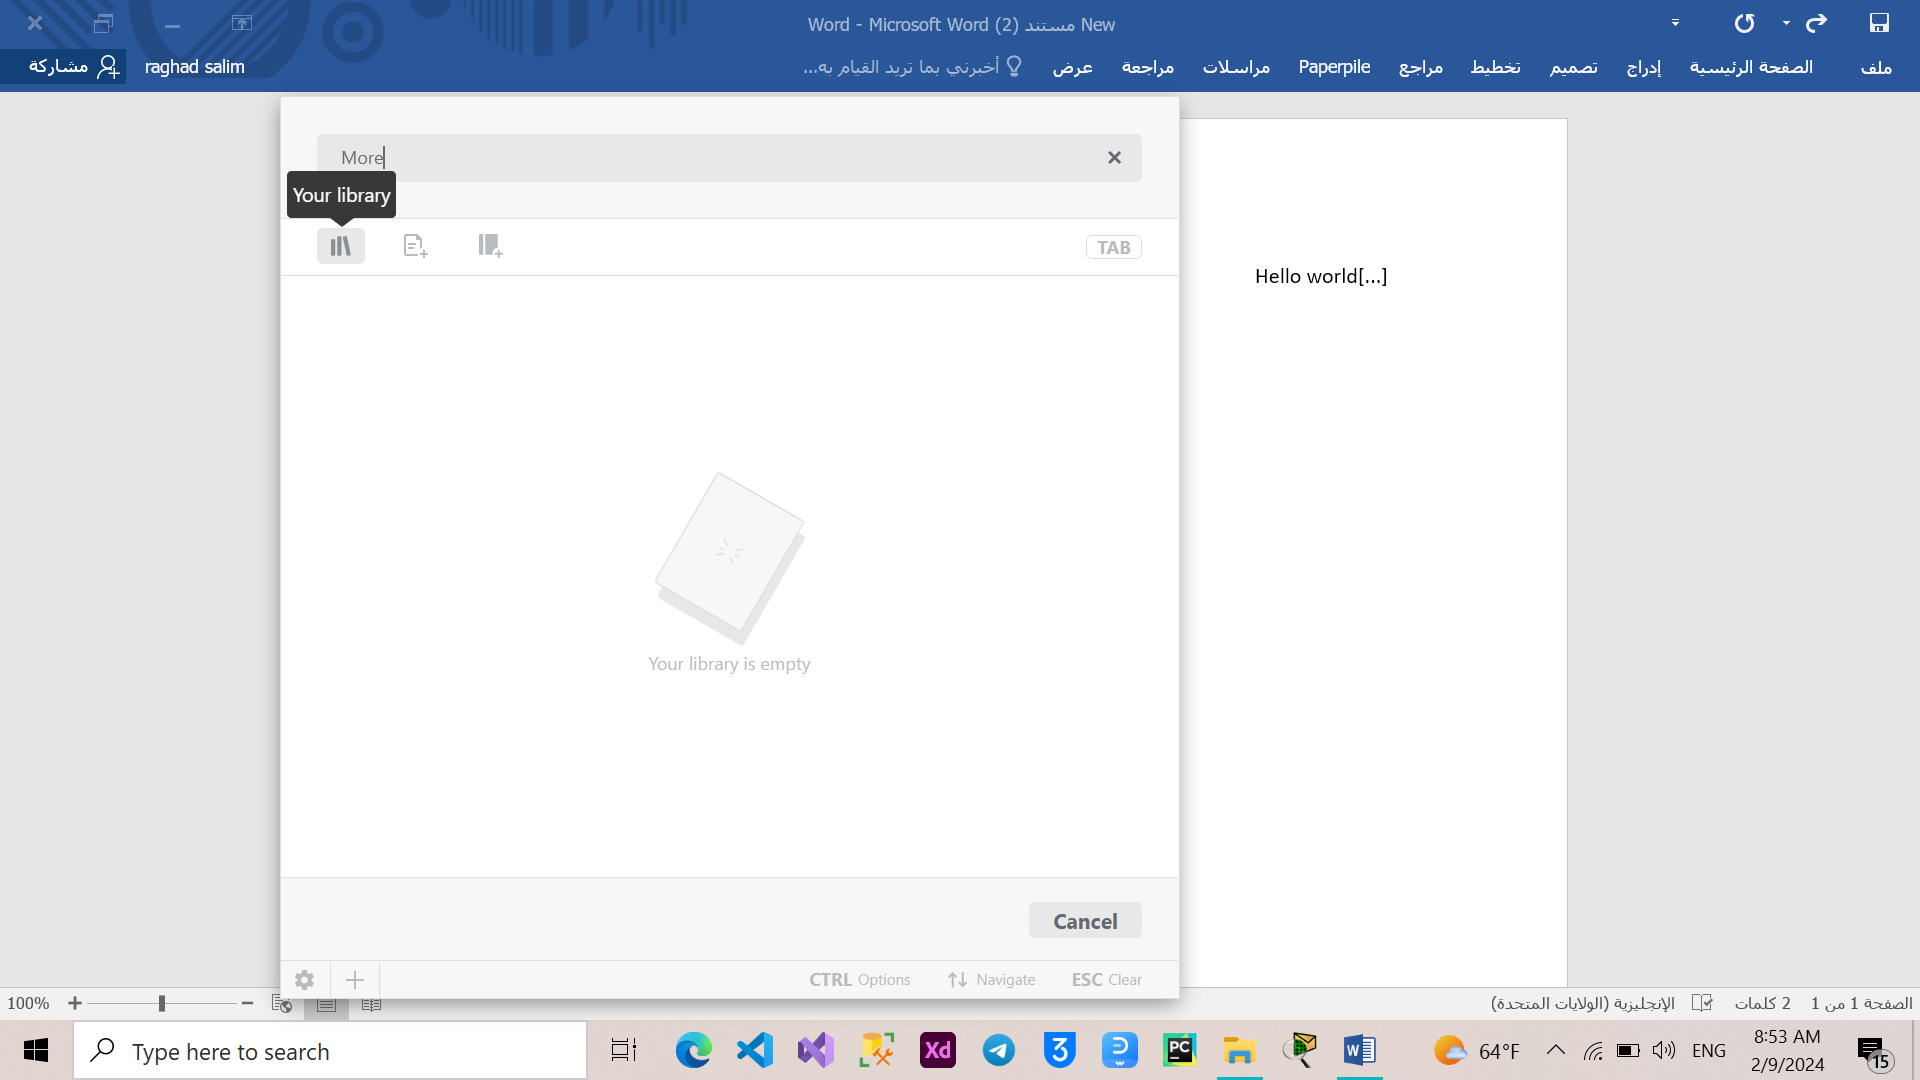 New مستند (2) Word - Microsoft Word
ملف
الصفحة الرئيسية
إدراج
تصميم
تخطيط
مراجع
Paperpile
مراسلات
مراجعة
عرض
أخبرني بما تريد القيام به...
raghad salim
مشاركة
More
Your library
TAB
Hello world[...]
Your library is empty
Cancel
CTRL Options
Navigate
ESC Clear
100%
الصفحة 1 من 1
2 كلمات
الإنجليزية (الولايات المتحدة)
Type here to search
Xd
3
PC
W
64°F
ENG
8:53 AM
2/9/2024
15